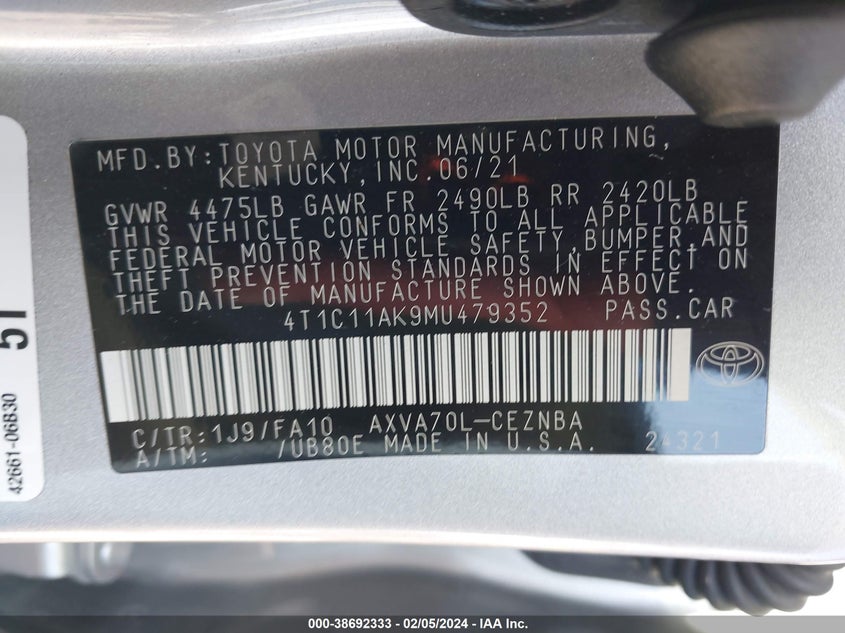 MFD.BY:TOYOTA MOTOR MANUFACTURING,
KENTUCKY,INC.06/21
GVWR 4475LB GAWR FR 2490LB RR 2420LB
THIS VEHICLE CONFORMS TO ALL APPLICABLE
FEDERAL MOTOR VEHICLE SAFETY,BUMPER,AND
THEFT PREVENTION STANDARDS IN EFFECT ON
THE DATE OF MANUFACTURE SHOWN ABOVE.
4T1C11AK9MU479352 PASS.CAR
C/TR:1J9/FA10 AXVA70L-CEZNBA
A/TM: /UB80E MADE IN U.S.A. 24321
51
42661-06B30
000-38692333 - 02/05/2024 - IAA Inc.